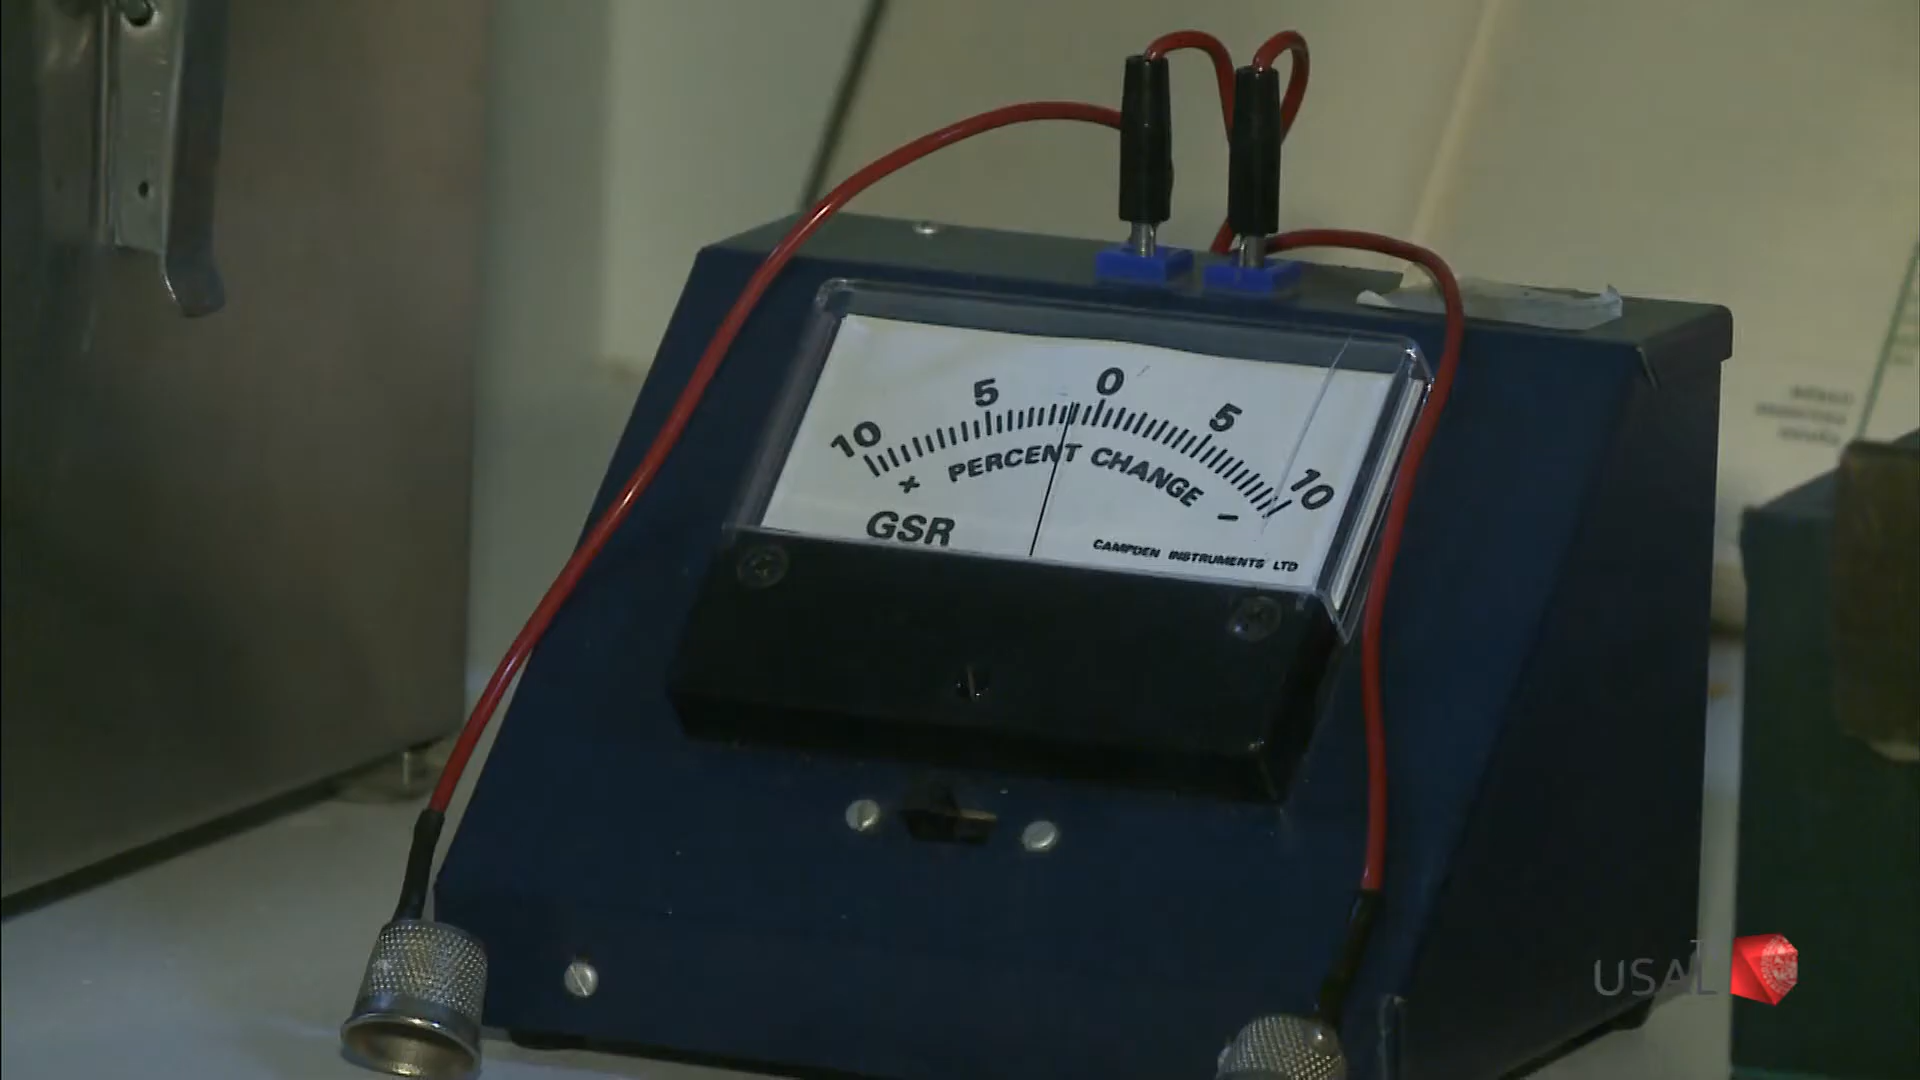 10 5 0 5 10
+ PERCENT CHANGE −
GSR
CAMPDEN INSTRUMENTS LTD
USAL